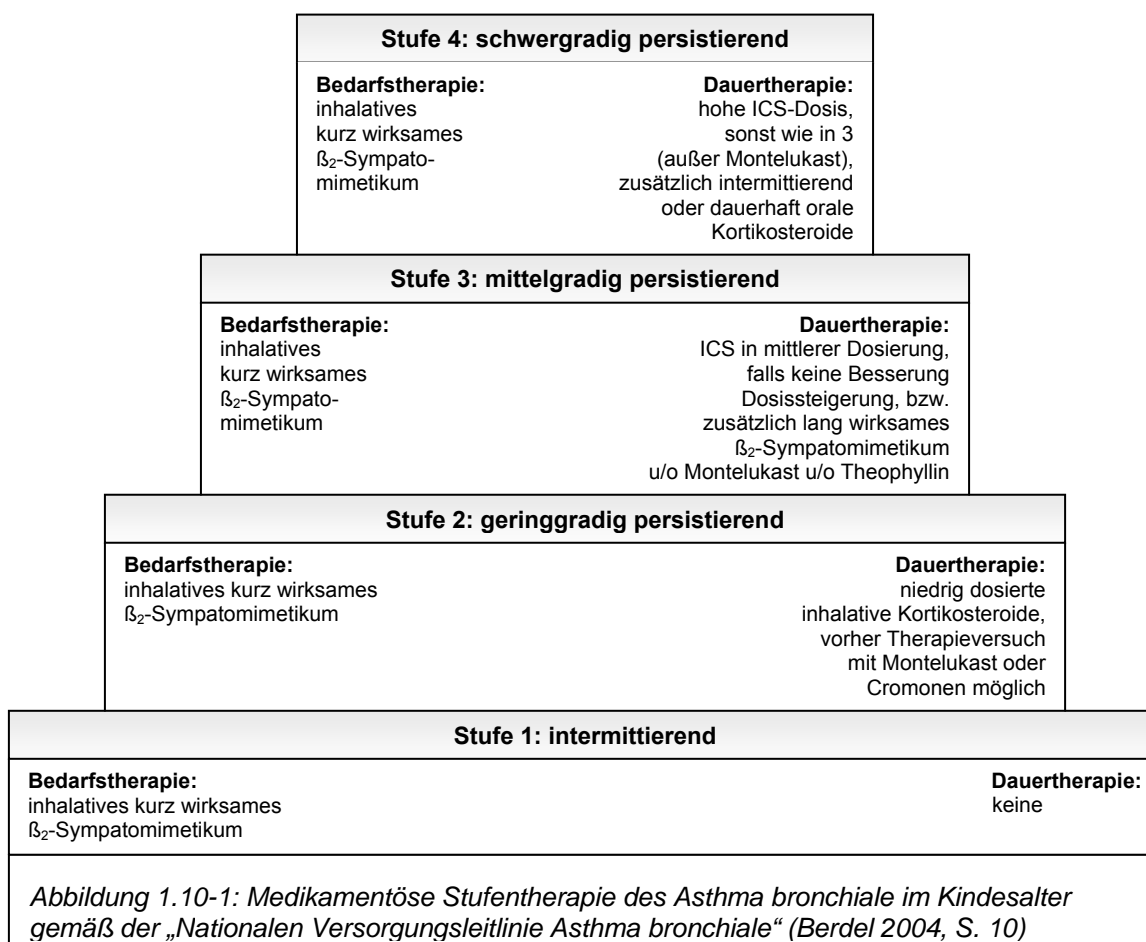 Stufe 4: schwergradig persistierend
Bedarfstherapie:
inhalatives
kurz wirksames
ß₂-Sympato-
mimetikum
Dauertherapie:
hohe ICS-Dosis,
sonst wie in 3
(außer Montelukast),
zusätzlich intermittierend
oder dauerhaft orale
Kortikosteroide
Stufe 3: mittelgradig persistierend
Bedarfstherapie:
inhalatives
kurz wirksames
ß₂-Sympato-
mimetikum
Dauertherapie:
ICS in mittlerer Dosierung,
falls keine Besserung
Dosissteigerung, bzw.
zusätzlich lang wirksames
ß₂-Sympatomimetikum
u/o Montelukast u/o Theophyllin
Stufe 2: geringgradig persistierend
Bedarfstherapie:
inhalatives kurz wirksames
ß₂-Sympatomimetikum
Dauertherapie:
niedrig dosierte
inhalative Kortikosteroide,
vorher Therapieversuch
mit Montelukast oder
Cromonen möglich
Stufe 1: intermittierend
Bedarfstherapie:
inhalatives kurz wirksames
ß₂-Sympatomimetikum
Dauertherapie:
keine
Abbildung 1.10-1: Medikamentöse Stufentherapie des Asthma bronchiale im Kindesalter
gemäß der „Nationalen Versorgungsleitlinie Asthma bronchiale“ (Berdel 2004, S. 10)